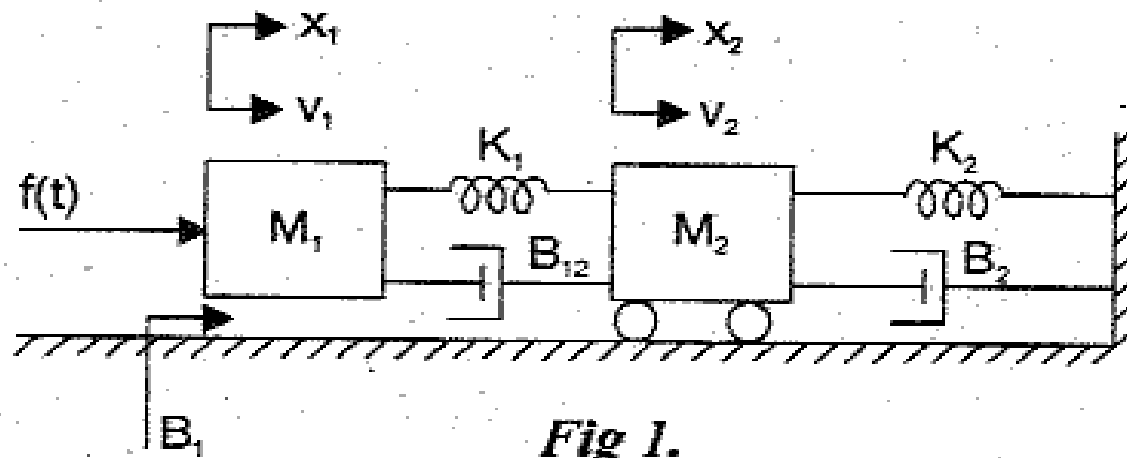 x₁
x₂
v₁
v₂
K₁
K₂
f(t)
M₁
M₂
B₁₂
B₂
B₁
Fig 1.